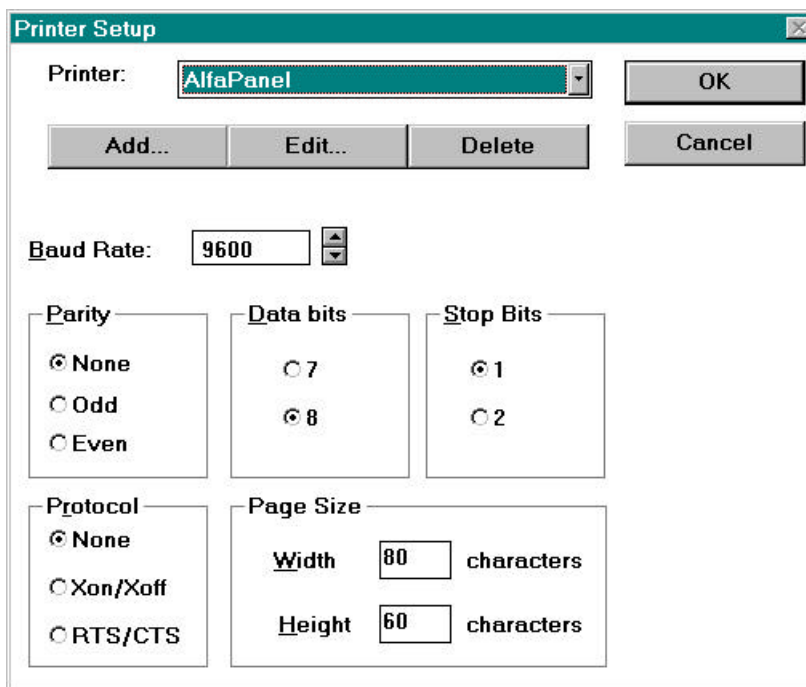 Printer Setup
Printer: AlfaPanel
OK
Add... Edit... Delete
Cancel
Baud Rate: 9600
Parity
None
Odd
Even
Data bits
7
8
Stop Bits
1
2
Protocol
None
Xon/Xoff
RTS/CTS
Page Size
Width 80 characters
Height 60 characters